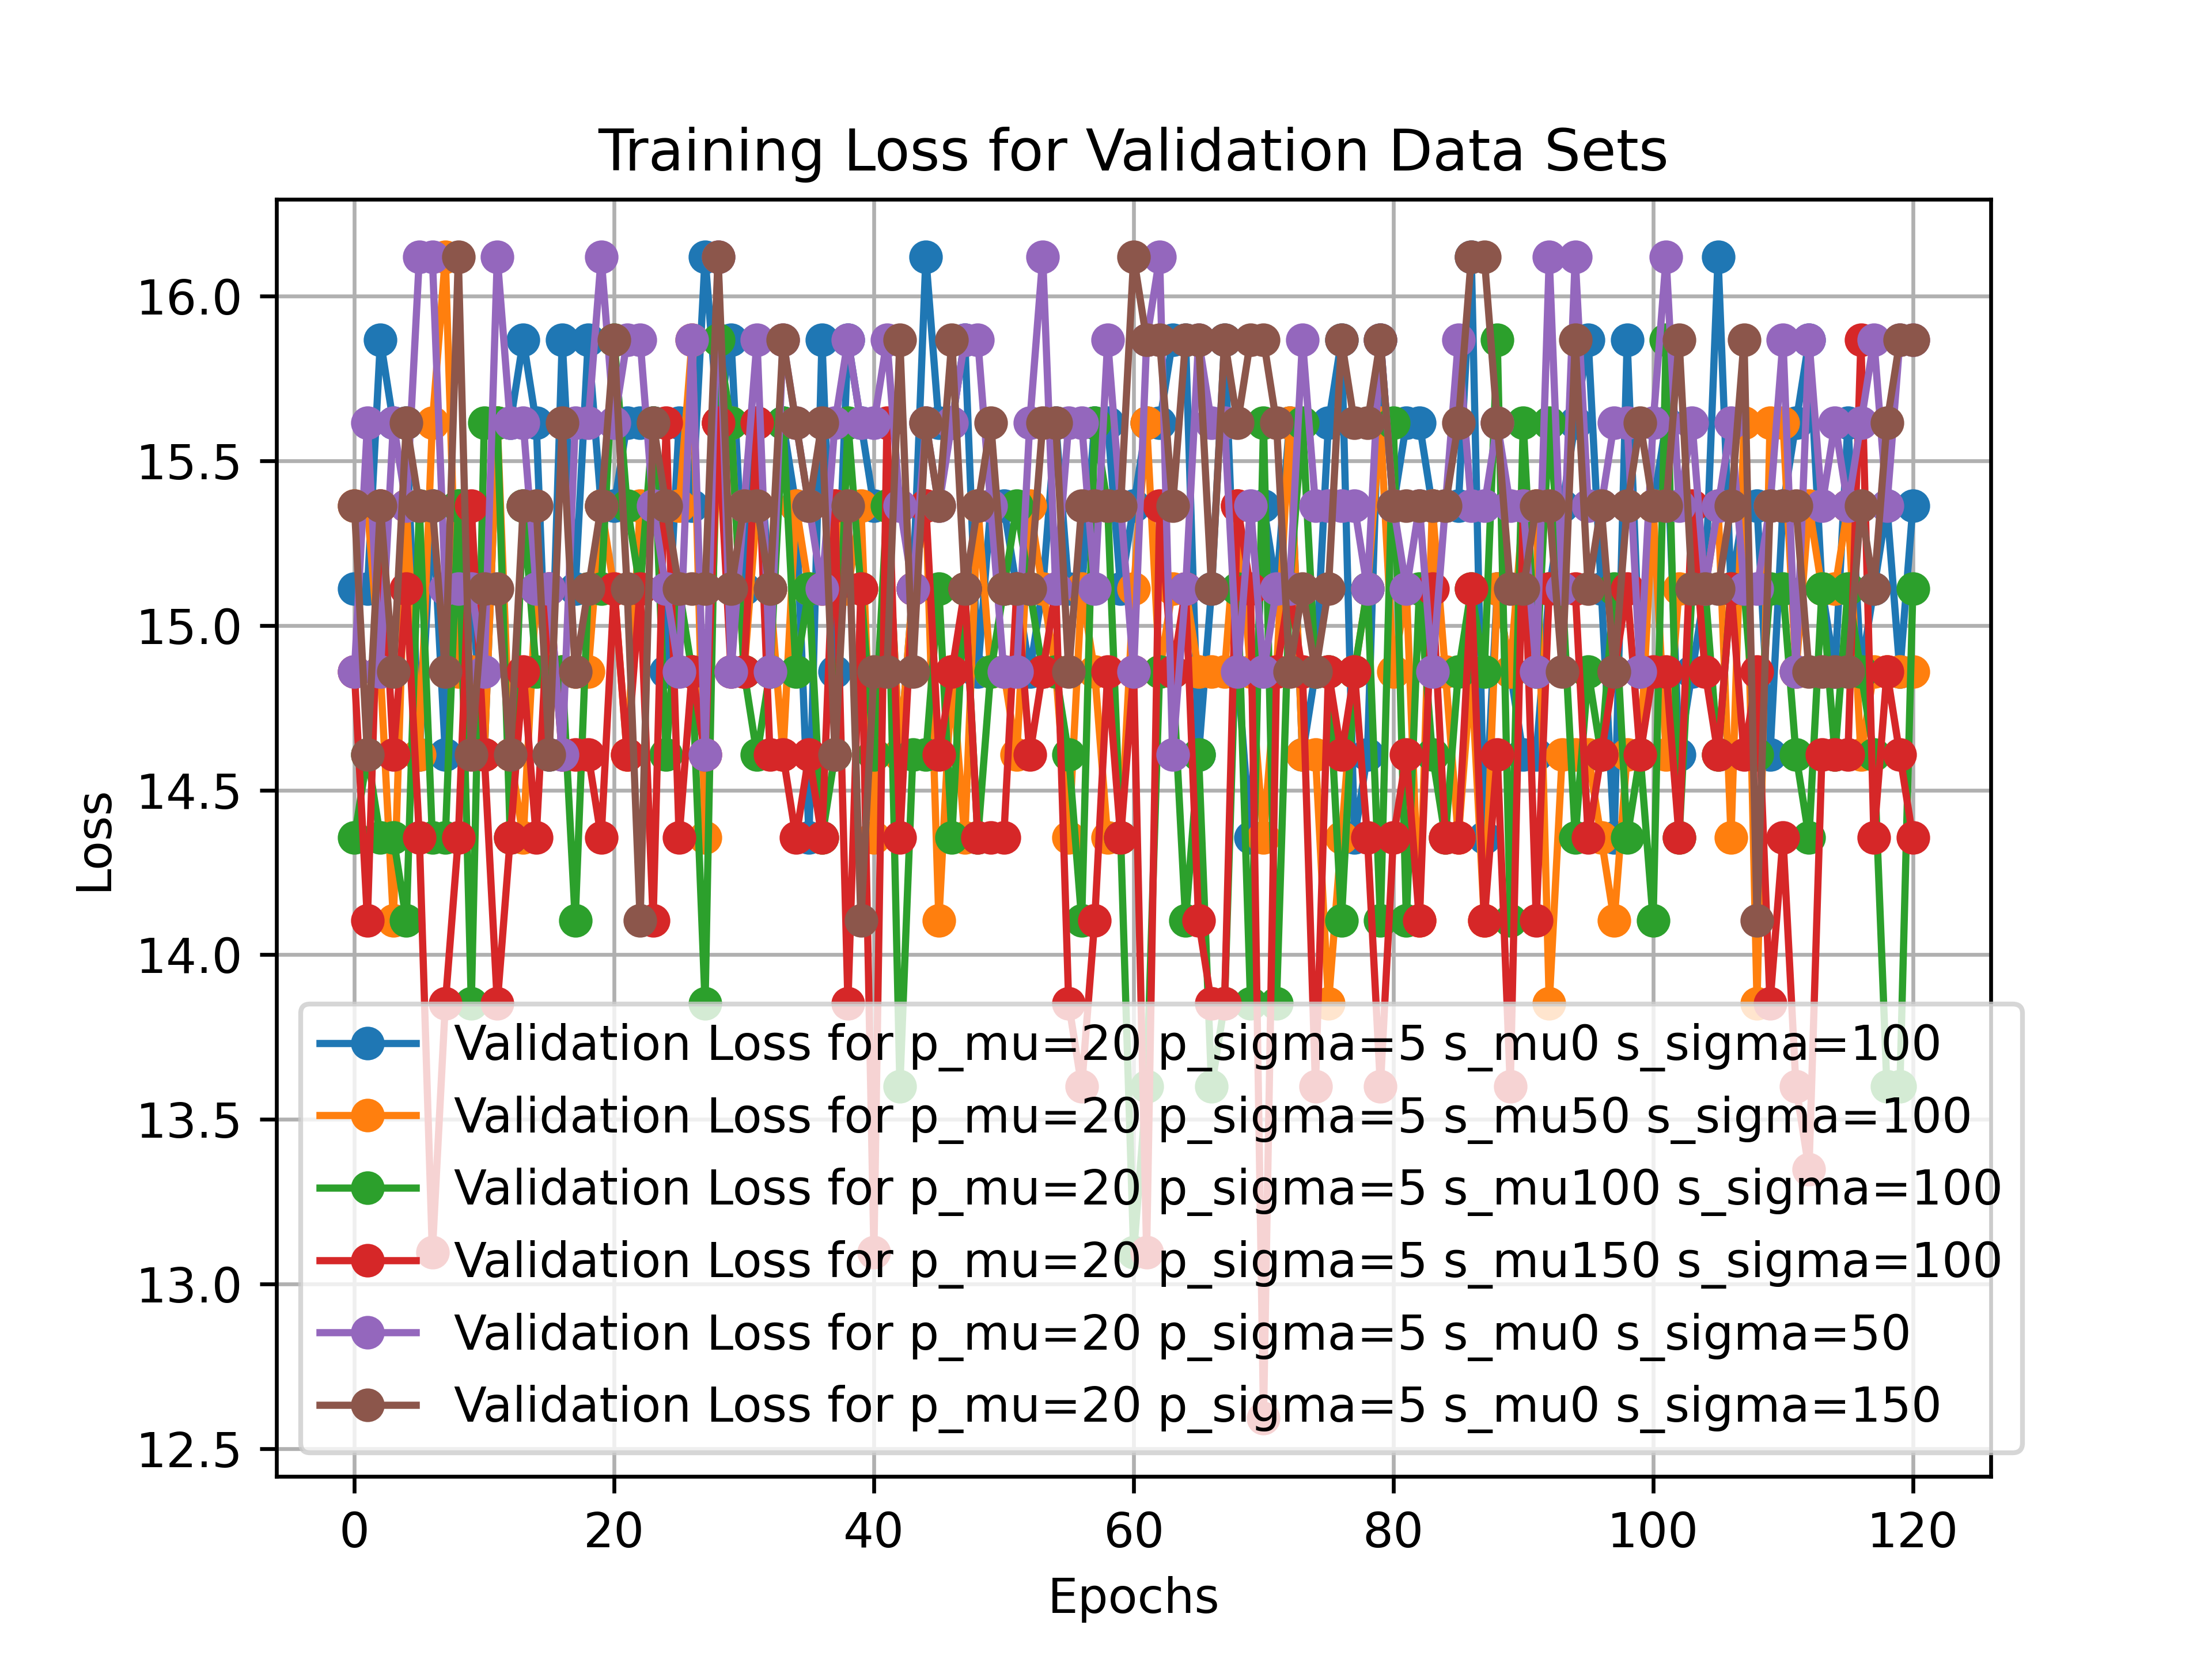 Training Loss for Validation Data Sets
16.0
15.5
15.0
14.5
14.0
13.5
13.0
12.5
Loss
Validation Loss for p_mu=20 p_sigma=5 s_mu0 s_sigma=100
Validation Loss for p_mu=20 p_sigma=5 s_mu50 s_sigma=100
Validation Loss for p_mu=20 p_sigma=5 s_mu100 s_sigma=100
Validation Loss for p_mu=20 p_sigma=5 s_mu150 s_sigma=100
Validation Loss for p_mu=20 p_sigma=5 s_mu0 s_sigma=50
Validation Loss for p_mu=20 p_sigma=5 s_mu0 s_sigma=150
0 20 40 60 80 100 120
Epochs